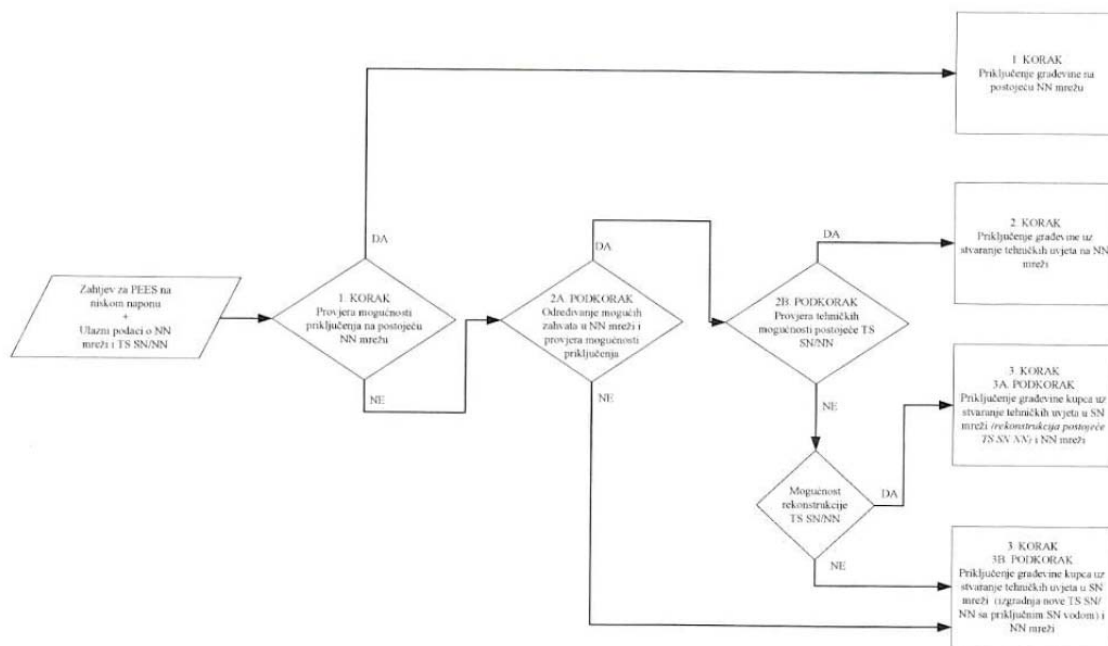 1. KORAK
Priključenje građevine na
postojeću NN mrežu
DA
Zahtjev za PEES na
niskom naponu
+
Ulazni podaci o NN
mreži i TS SN/NN
1. KORAK
Provjera mogućnosti
priključenja na postojeću
NN mrežu
NE
DA
2A. PODKORAK
Određivanje mogućih
zahvata u NN mreži i
provjera mogućnosti
priključenja
NE
DA
2B. PODKORAK
Provjera tehničkih
mogućnosti postojeće TS
SN/NN
NE
2. KORAK
Priključenje građevine uz
stvaranje tehničkih uvjeta na NN
mreži
Mogućnost
rekonstrukcije
TS SN/NN
DA
NE
3. KORAK
3A. PODKORAK
Priključenje građevine kupca uz
stvaranje tehničkih uvjeta u SN
mreži (rekonstrukcija postojeće
TS SN/NN) i NN mreži
3. KORAK
3B. PODKORAK
Priključenje građevine kupca uz
stvaranje tehničkih uvjeta u SN
mreži (izgradnja nove TS SN/
NN sa priključnim SN vodom) i
NN mreži